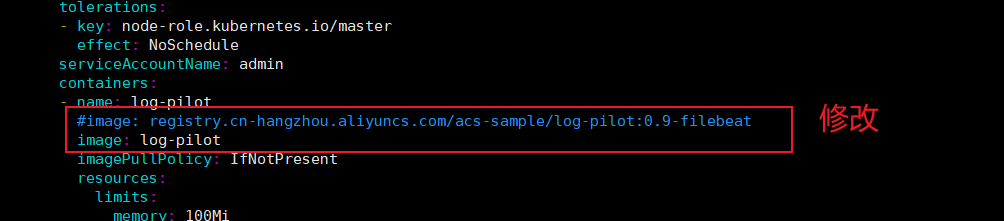 tolerations:
- key: node-role.kubernetes.io/master
effect: NoSchedule
serviceAccountName: admin
containers:
- name: log-pilot
#image: registry.cn-hangzhou.aliyuncs.com/acs-sample/log-pilot:0.9-filebeat
修改
image: log-pilot
imagePullPolicy: IfNotPresent
resources:
limits:
memory: 100Mi